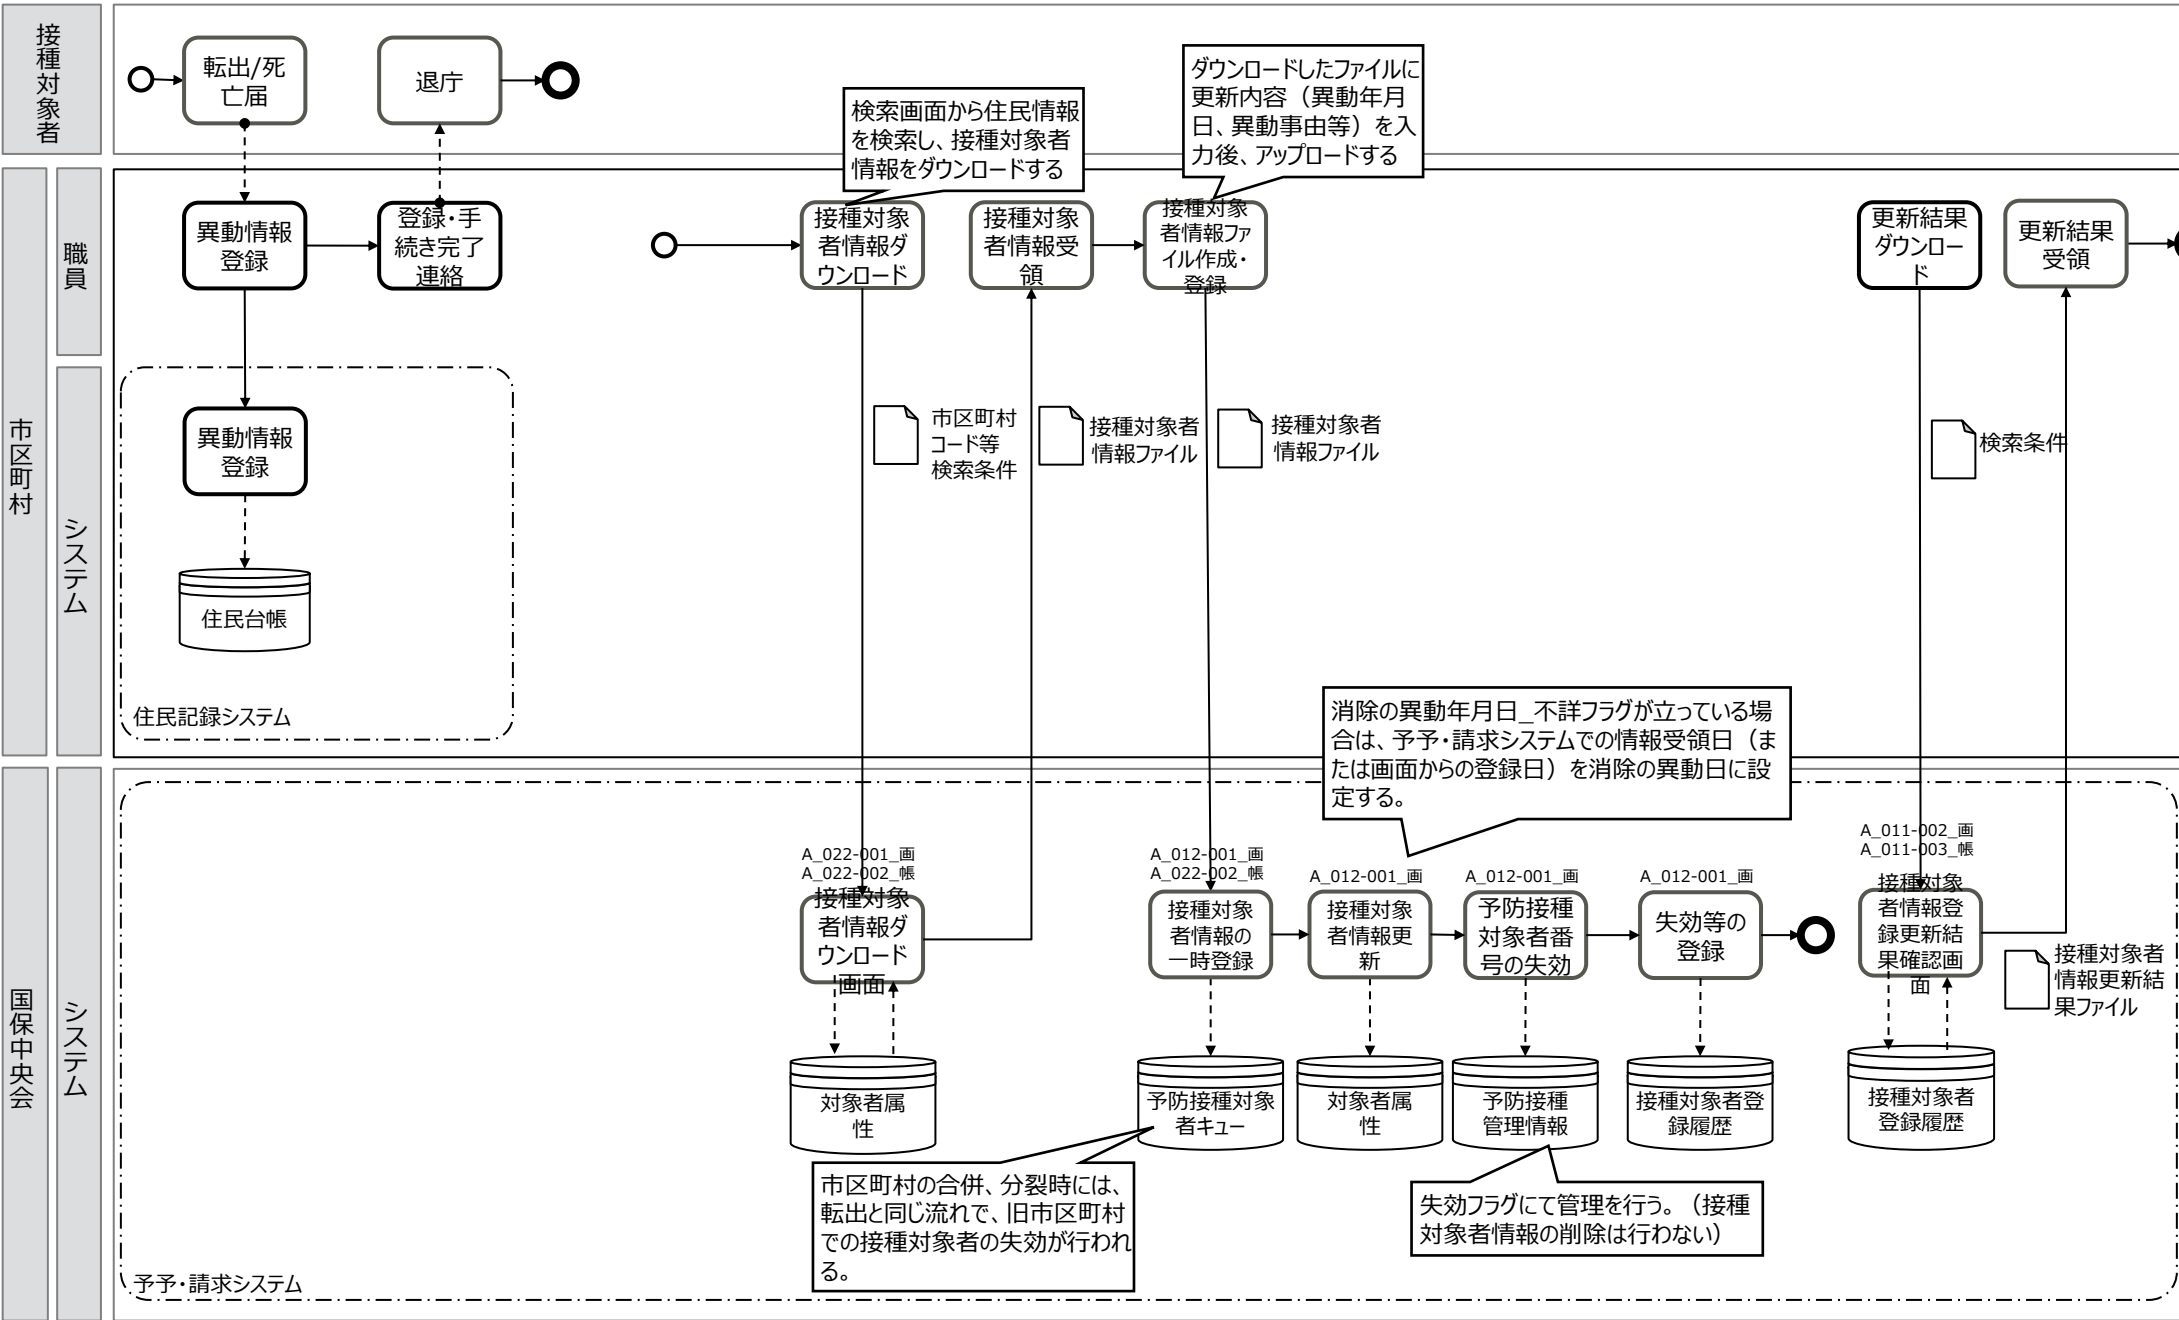 接種対象者
転出/死
亡届
退庁
検索画面から住民情報
を検索し、接種対象者
情報をダウンロードする
ダウンロードしたファイルに
更新内容（異動年月
日、異動事由等）を入
力後、アップロードする
市区町村
職員
異動情報
登録
登録・手
続き完了
連絡
接種対象
者情報ダ
ウンロード
接種対象
者情報受
領
接種対象
者情報ファ
イル作成・
登録
更新結果
ダウンロー
ド
更新結果
受領
システム
異動情報
登録
住民台帳
住民記録システム
市区町村
コード等
検索条件
接種対象者
情報ファイル
接種対象者
情報ファイル
検索条件
消除の異動年月日_不詳フラグが立っている場
合は、予予・請求システムでの情報受領日（ま
たは画面からの登録日）を消除の異動日に設
定する。
国保中央会
システム
A_022-001_画
A_022-002_帳
接種対象
者情報ダ
ウンロード
画面
A_012-001_画
A_022-002_帳
接種対象
者情報の
一時登録
A_012-001_画
接種対象
者情報更
新
A_012-001_画
予防接種
対象者番
号の失効
A_012-001_画
失効等の
登録
A_011-002_画
A_011-003_帳
接種対象
者情報登
録更新結
果確認画
面
接種対象者
情報更新結
果ファイル
対象者属
性
予防接種対象
者キュー
対象者属
性
予防接種
管理情報
接種対象者登
録履歴
接種対象者
登録履歴
市区町村の合併、分裂時には、
転出と同じ流れで、旧市区町村
での接種対象者の失効が行われ
る。
失効フラグにて管理を行う。（接種
対象者情報の削除は行わない）
予予・請求システム